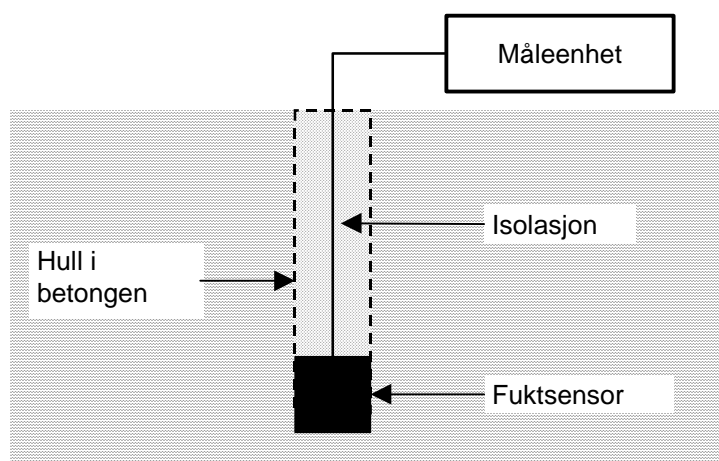 Måleenhet
Isolasjon
Hull i
betongen
Fuktsensor